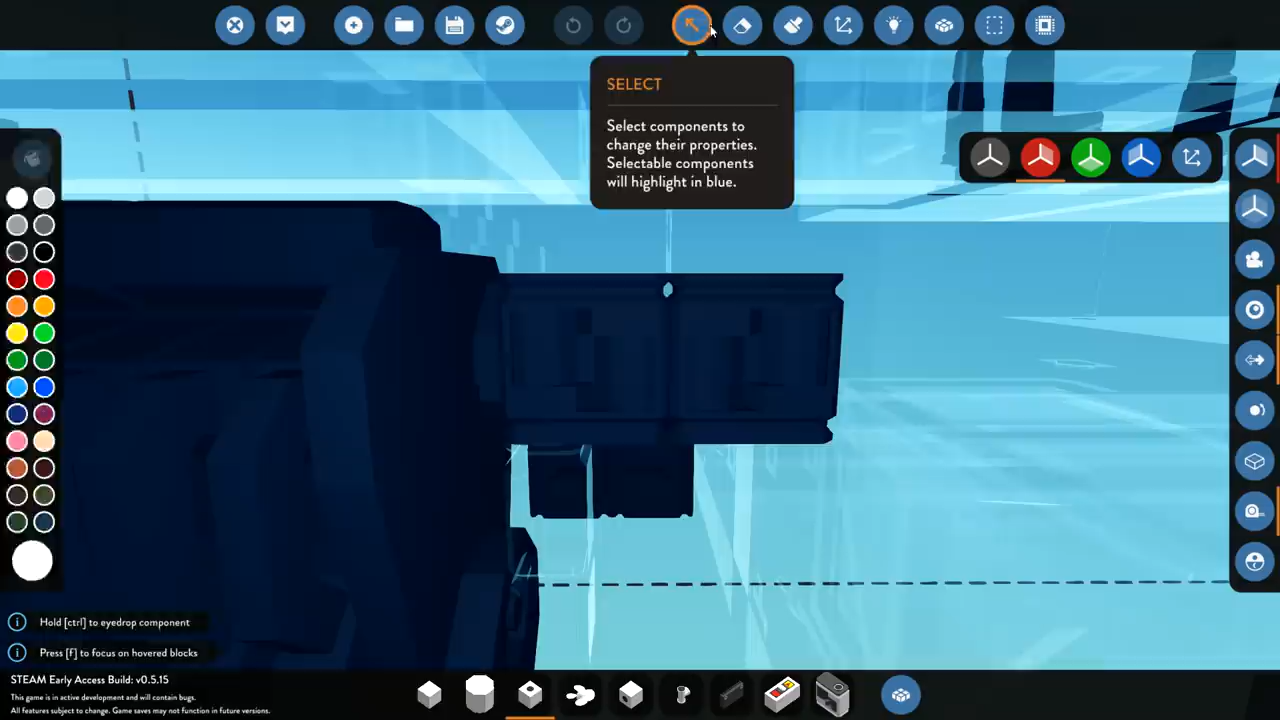 SELECT
Select components to
change their properties.
Selectable components
will highlight in blue.
Hold [ctrl] to eyedrop component
Press [f] to focus on hovered blocks
STEAM Early Access Build: v0.5.15
This game is in active development and will contain bugs.
All features subject to change. Game saves may not function in future versions.